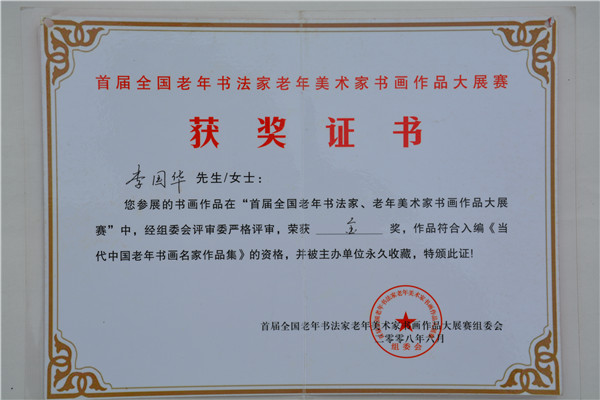 首届全国老年书法家老年美术家书画作品大展赛
获奖证书
李国华 先生/女士：
您参展的书画作品在“首届全国老年书法家、老年美术家书画作品大展
赛”中，经组委会评审委严格评审，荣获 金 奖，作品符合入编《当
代中国老年书画名家作品集》的资格，并被主办单位永久收藏，特颁此证！
首届全国老年书法家老年美术家书画作品大展赛组委会
二零零八年六月
组委会